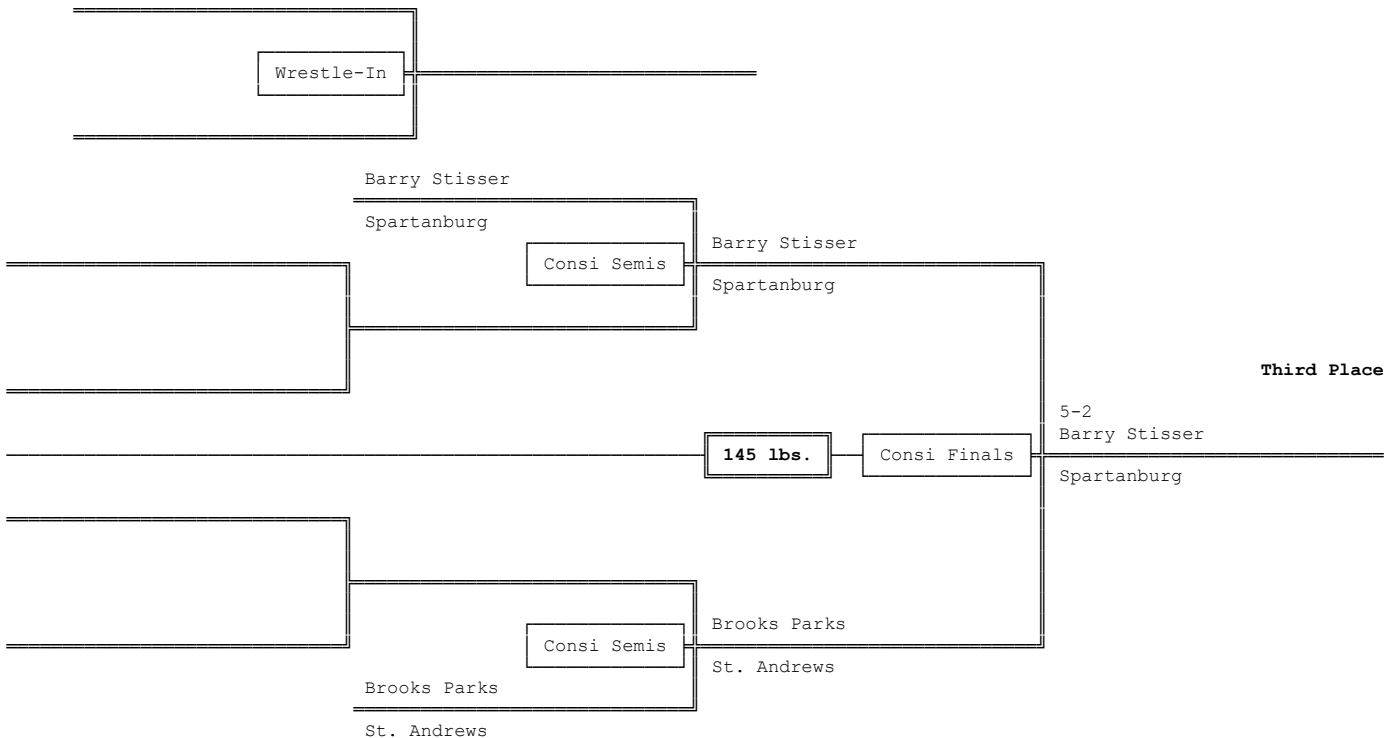 Wrestle-In
Barry Stisser
Spartanburg
Barry Stisser
Consi Semis
Spartanburg
Third Place
5-2
Barry Stisser
145 lbs.
Consi Finals
Spartanburg
Brooks Parks
Consi Semis
St. Andrews
Brooks Parks
St. Andrews